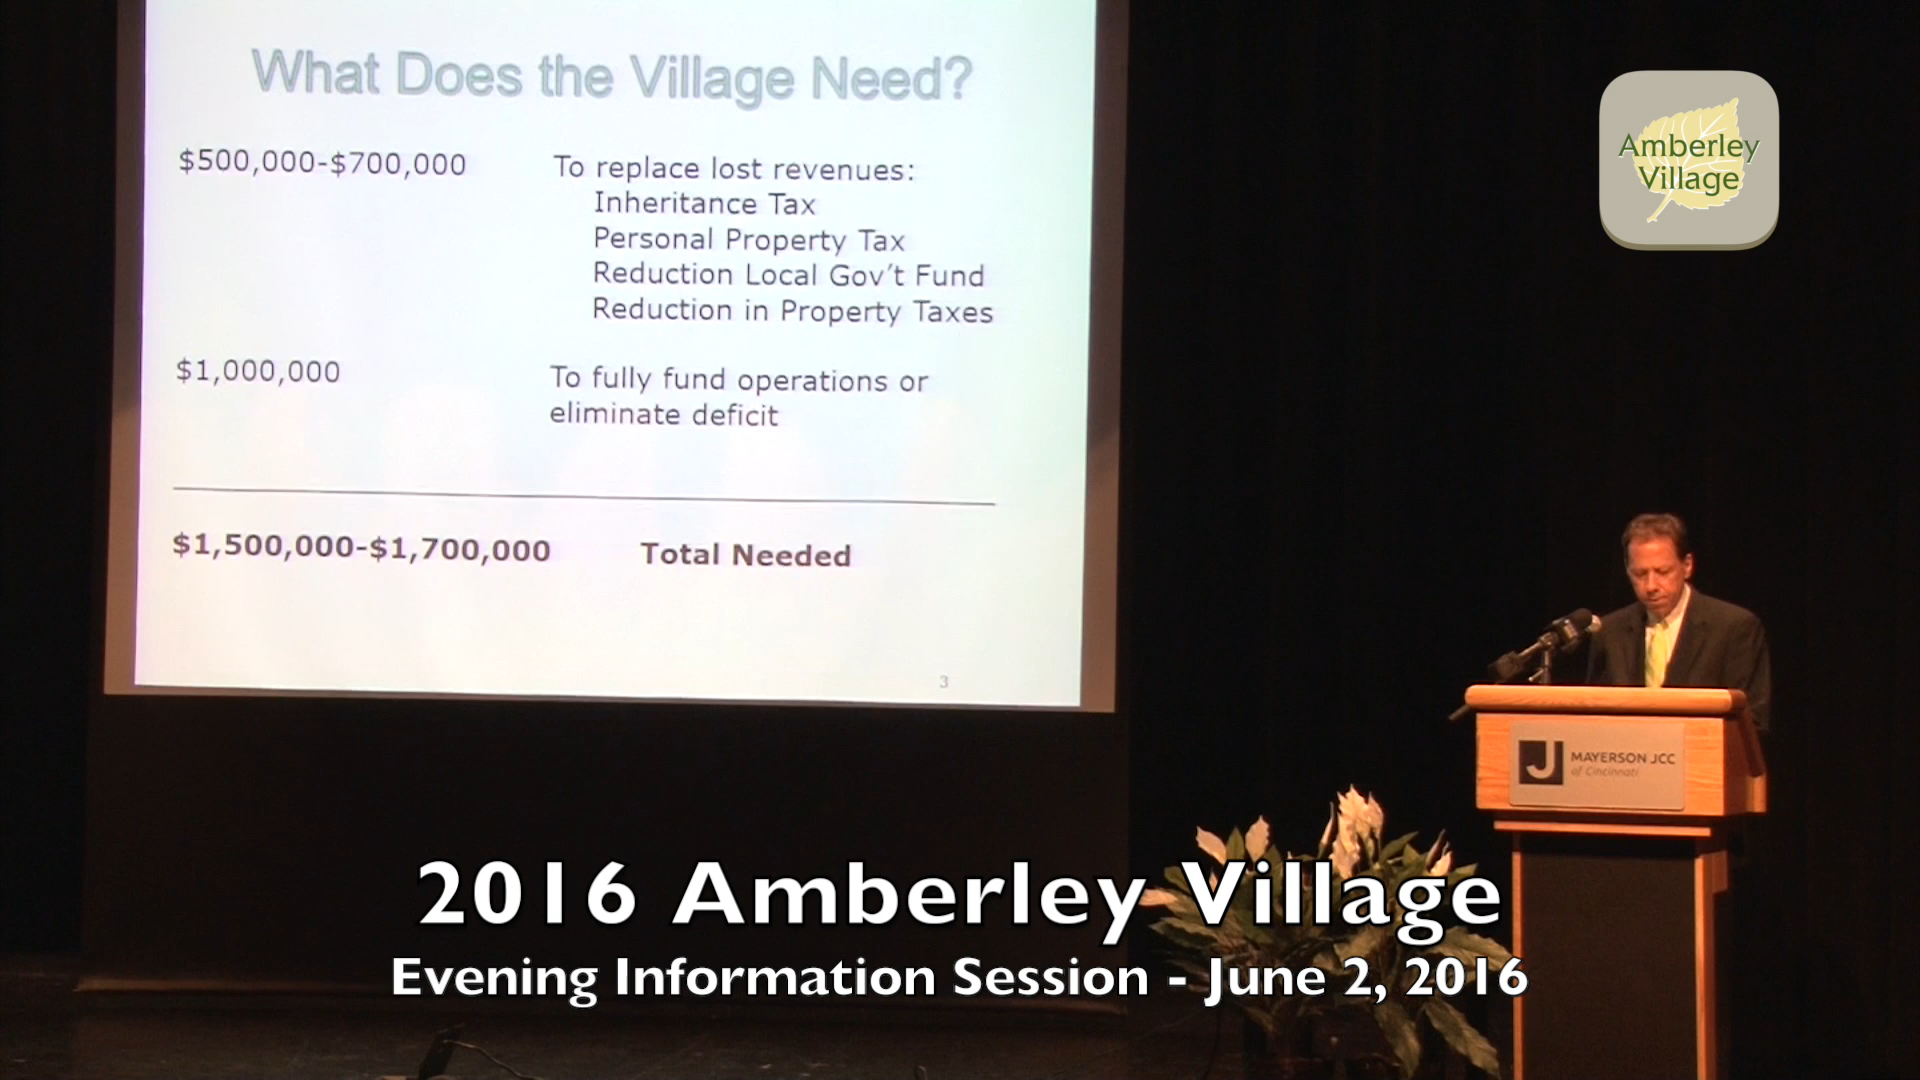 What Does the Village Need?
$500,000-$700,000 To replace lost revenues:
Inheritance Tax
Personal Property Tax
Reduction Local Gov't Fund
Reduction in Property Taxes
$1,000,000 To fully fund operations or
eliminate deficit
$1,500,000-$1,700,000 Total Needed
3
Amberley
Village
J MAYERSON JCC
of Cincinnati
2016 Amberley Village
Evening Information Session - June 2, 2016